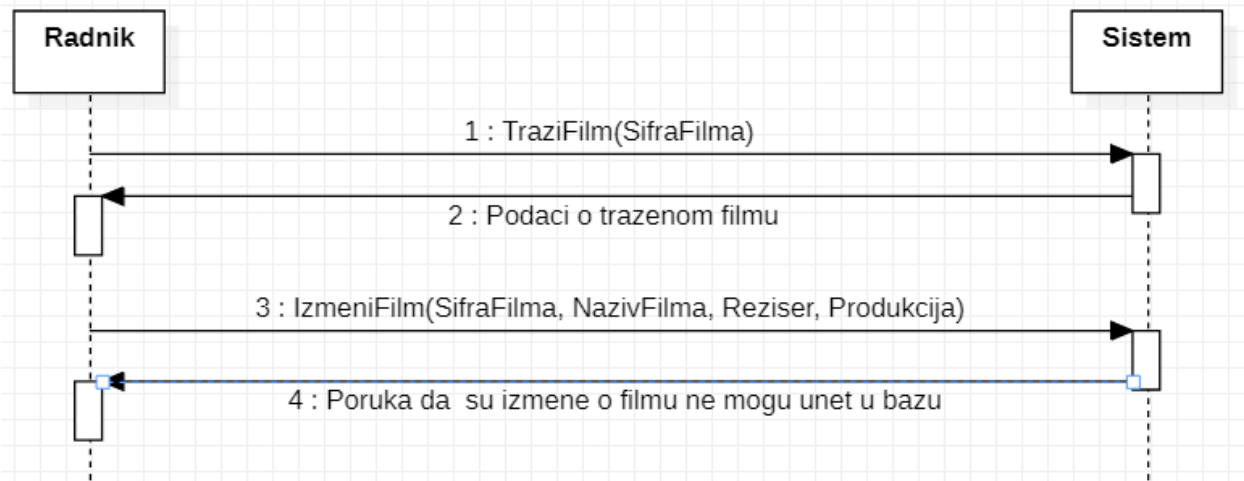 Radnik
Sistem
1 : TraziFilm(SifraFilma)
2 : Podaci o trazenom filmu
3 : IzmeniFilm(SifraFilma, NazivFilma, Reziser, Produkcija)
4 : Poruka da  su izmene o filmu ne mogu unet u bazu